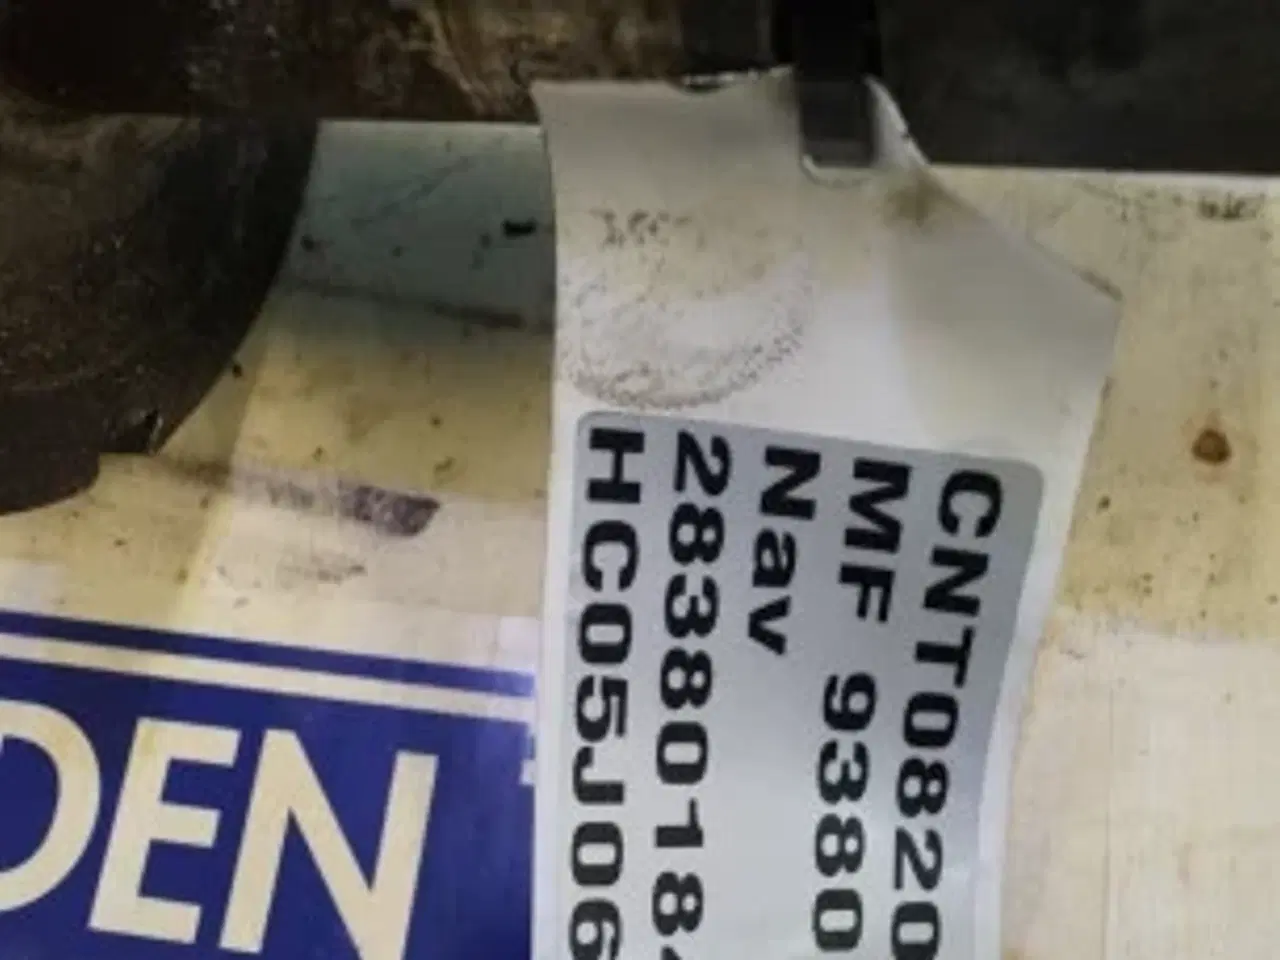 CNT0820
MF 9380
Nav
2838018
HC05J06
DEN